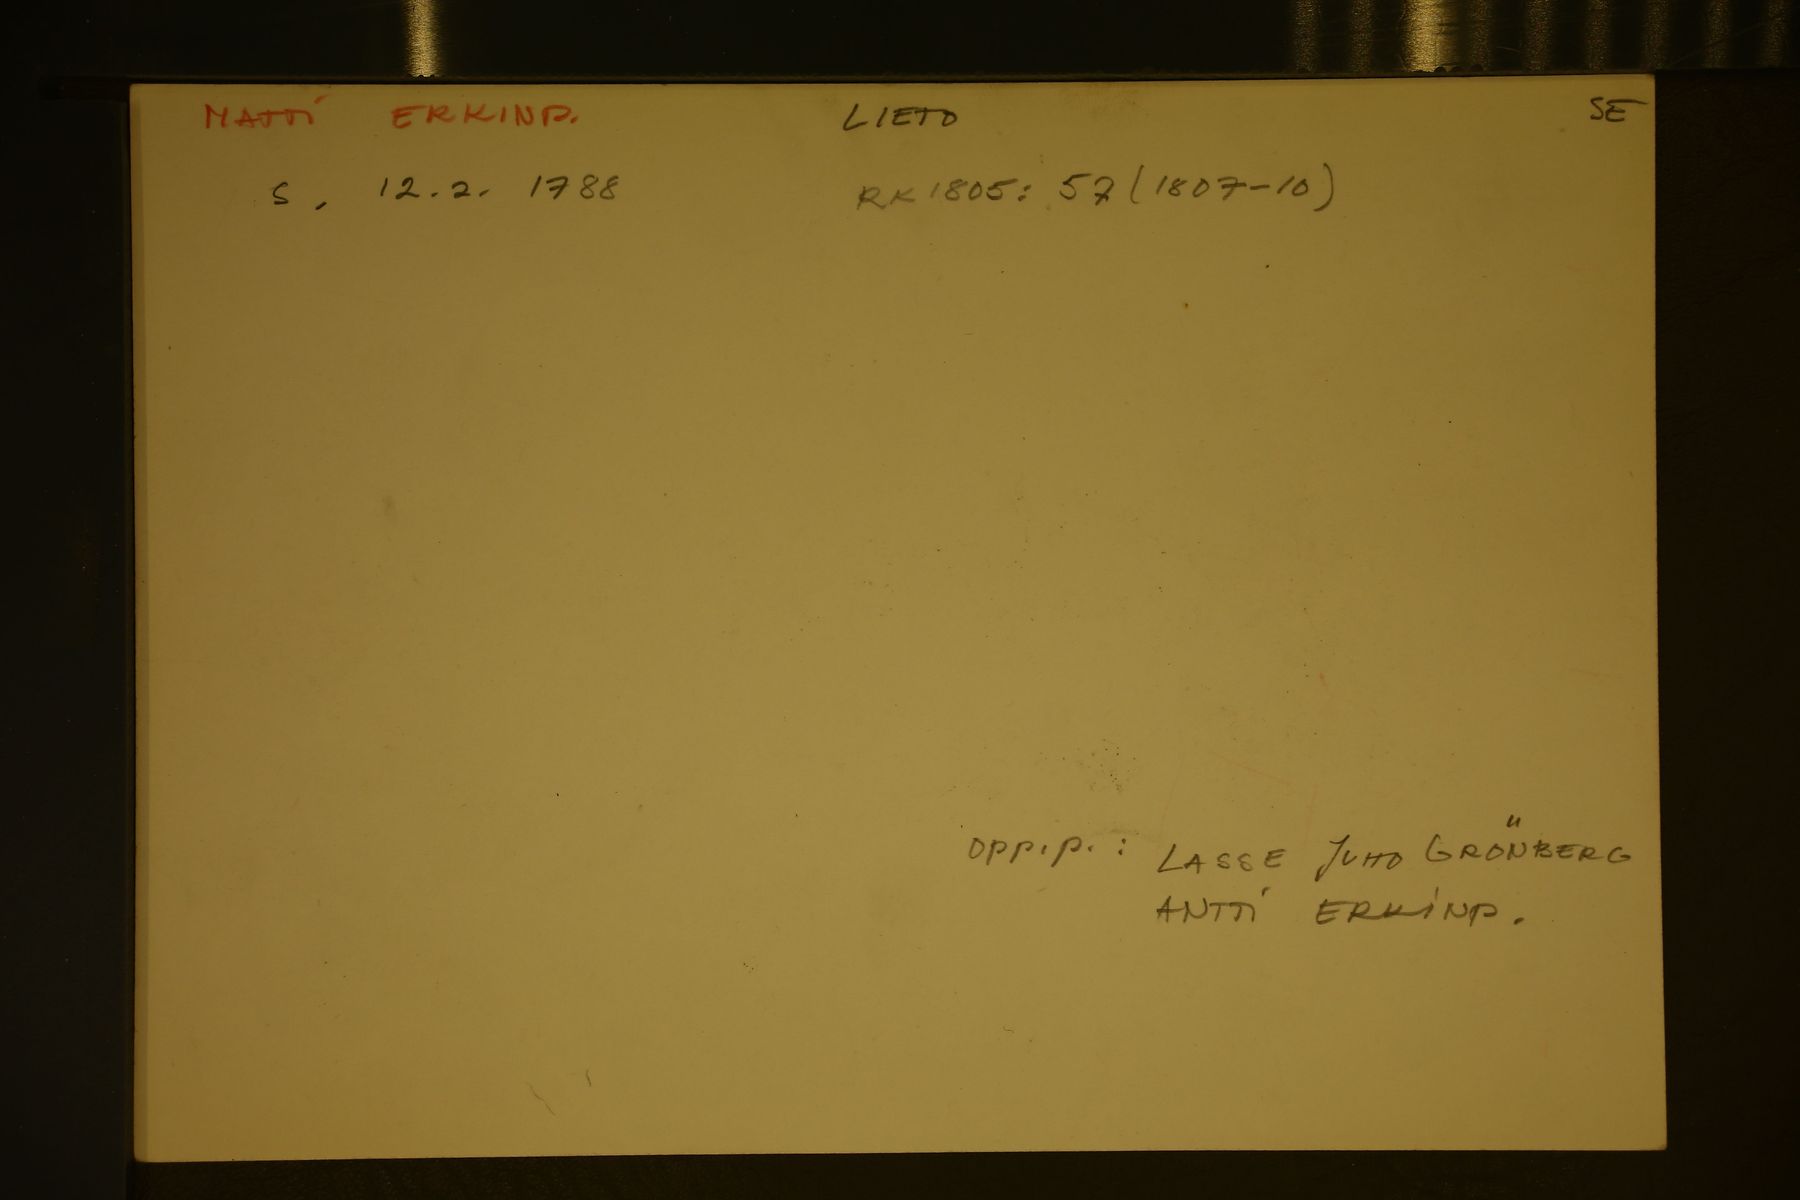 MATTI ERKINP. LIETO SE
S. 12.2. 1788 RK 1805: 57 (1807-10)
OPP.P.: LASSE JUHO GRÖNBERG
ANTTI ERKINP.